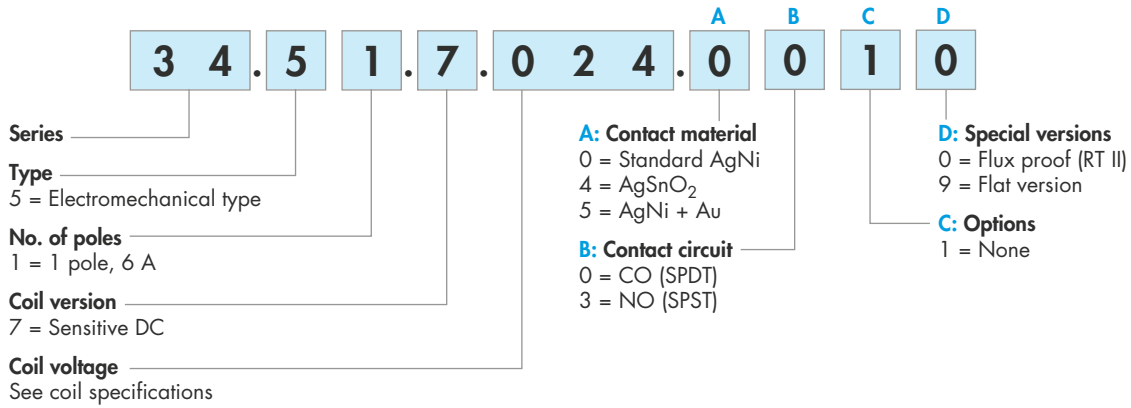 A B C D
3 4 . 5 1 . 7 . 0 2 4 . 0 0 1 0
Series
Type
5 = Electromechanical type
No. of poles
1 = 1 pole, 6 A
Coil version
7 = Sensitive DC
Coil voltage
See coil specifications
A: Contact material
0 = Standard AgNi
4 = AgSnO₂
5 = AgNi + Au
B: Contact circuit
0 = CO (SPDT)
3 = NO (SPST)
D: Special versions
0 = Flux proof (RT II)
9 = Flat version
C: Options
1 = None